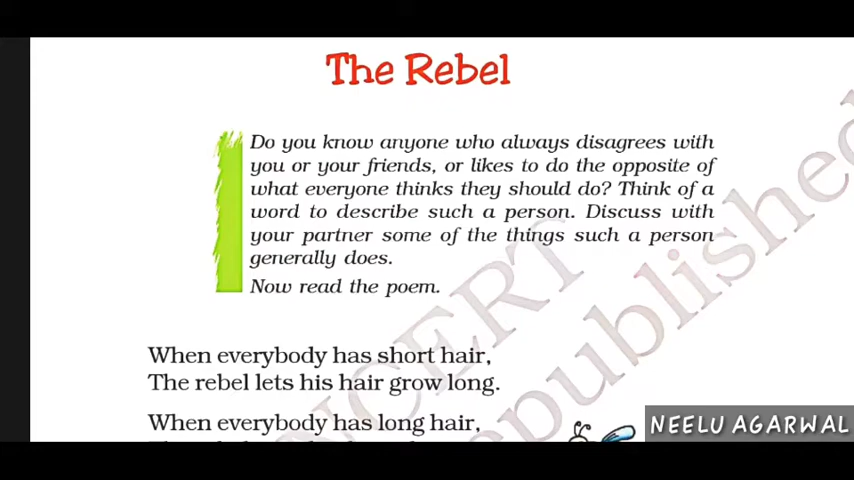 The Rebel
Do you know anyone who always disagrees with
you or your friends, or likes to do the opposite of
what everyone thinks they should do? Think of a
word to describe such a person. Discuss with
your partner some of the things such a person
generally does.
Now read the poem.
When everybody has short hair,
The rebel lets his hair grow long.
When everybody has long hair,
NCERT
republished
NEELU AGARWAL